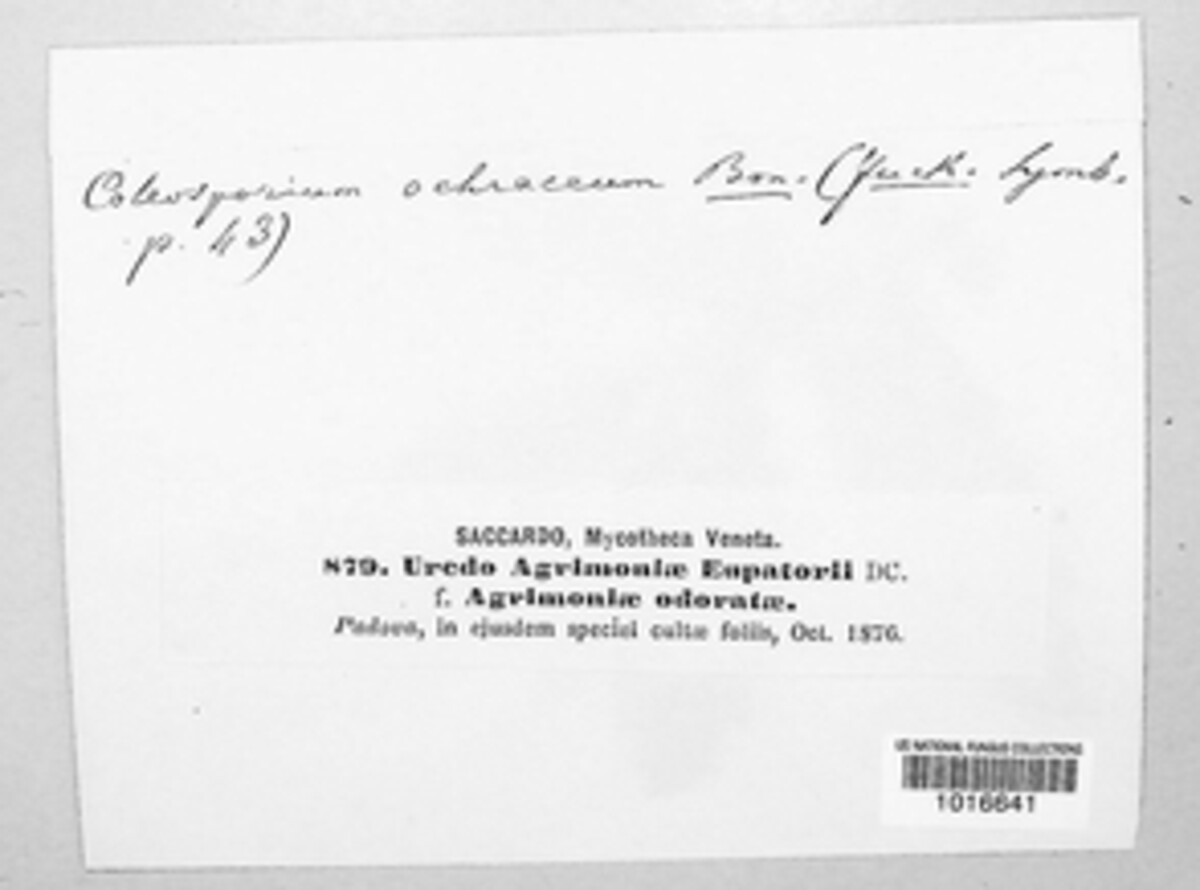 Coleosporium ochraceum Bon. (Fuck. Symb.
p. 43)
SACCARDO, Mycotheca Veneta.
879. Uredo Agrimoniæ Eupatorii DC.
f. Agrimoniæ odoratæ.
Padova, in ejusdem speciei cultæ foliis, Oct. 1876.
US NATIONAL FUNGUS COLLECTIONS
1016641